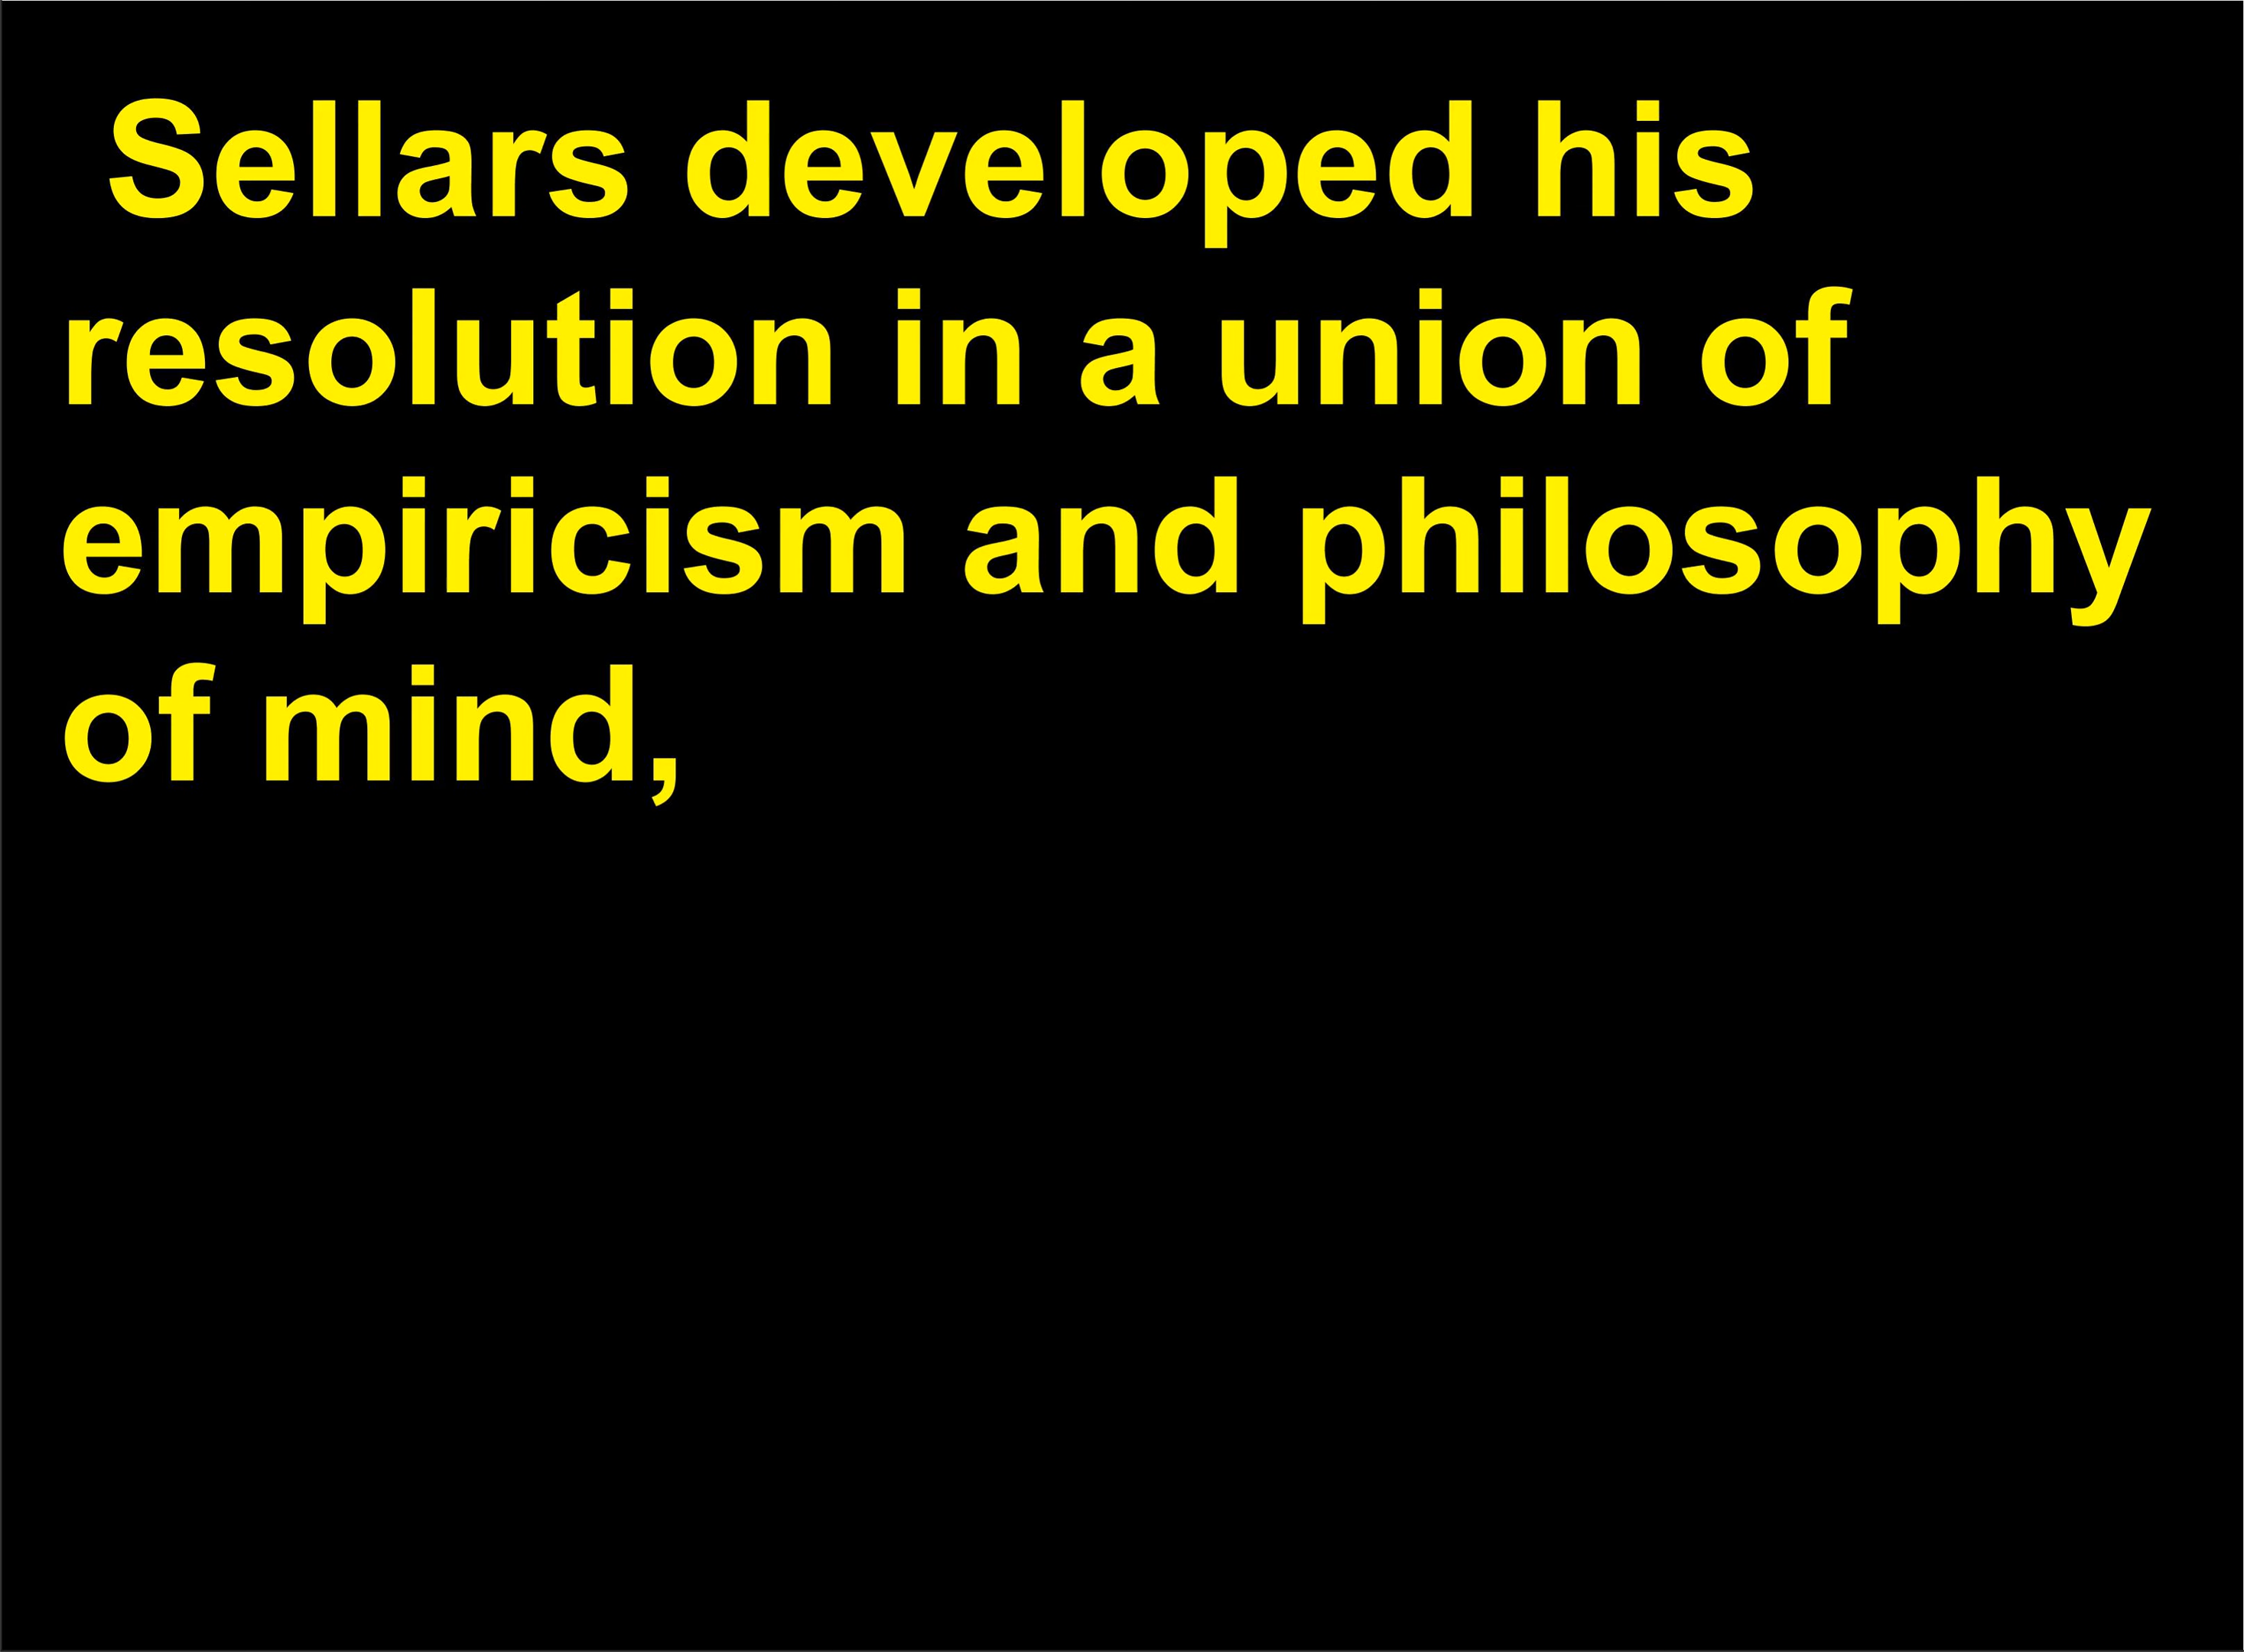 Sellars developed his
resolution in a union of
empiricism and philosophy
of mind,